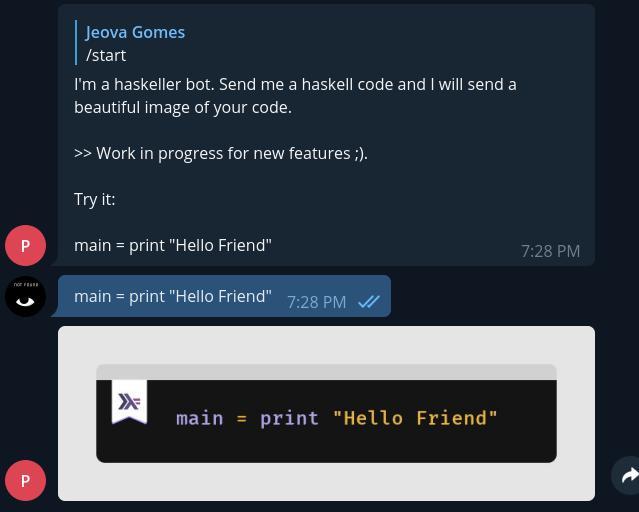 Jeova Gomes
/start
I'm a haskeller bot. Send me a haskell code and I will send a
beautiful image of your code.
>> Work in progress for new features ;).
Try it:
main = print "Hello Friend"
P
7:28 PM
NOT FOUND
main = print "Hello Friend" 7:28 PM
main = print "Hello Friend"
P